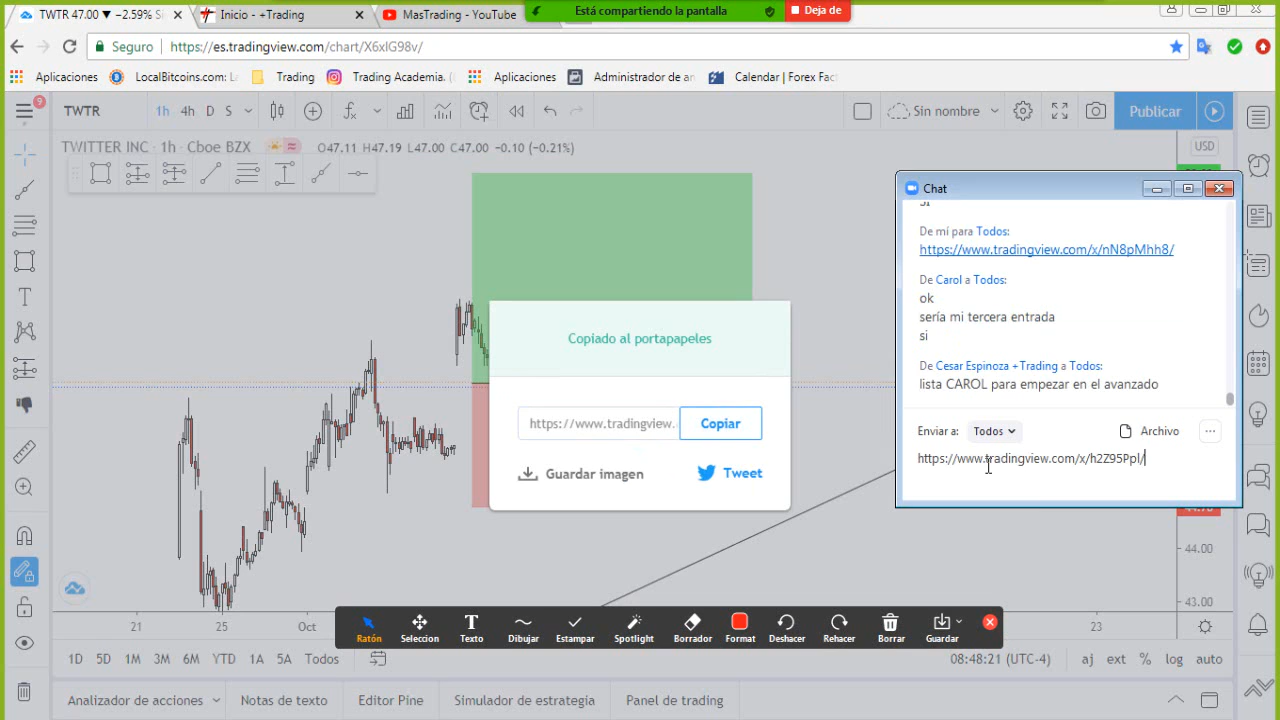 TWTR 47.00 ▼ −2.59% Si
Inicio - +Trading
MasTrading - YouTube
Está compartiendo la pantalla
Deja de
Seguro
https://es.tradingview.com/chart/X6xIG98v/
Aplicaciones
LocalBitcoins.com: L
Trading
Trading Academia. (
Aplicaciones
Administrador de an
Calendar | Forex Fact
9
TWTR
1h
4h
D
S
Sin nombre
Publicar
TWITTER INC · 1h · Cboe BZX
O47.11 H47.19 L47.00 C47.00 −0.10 (−0.21%)
USD
Chat
De mí para Todos:
https://www.tradingview.com/x/nN8pMhh8/
De Carol a Todos:
ok
sería mi tercera entrada
si
De Cesar Espinoza +Trading a Todos:
lista CAROL para empezar en el avanzado
Enviar a:
Todos
Archivo
https://www.tradingview.com/x/h2Z95Ppl/
Copiado al portapapeles
https://www.tradingview.
Copiar
Guardar imagen
Tweet
44.00
43.00
21
25
Oct
23
Ratón
Seleccion
Texto
Dibujar
Estampar
Spotlight
Borrador
Format
Deshacer
Rehacer
Borrar
Guardar
1D
5D
1M
3M
6M
YTD
1A
5A
Todos
08:48:21 (UTC-4)
aj
ext
%
log
auto
Analizador de acciones
Notas de texto
Editor Pine
Simulador de estrategia
Panel de trading